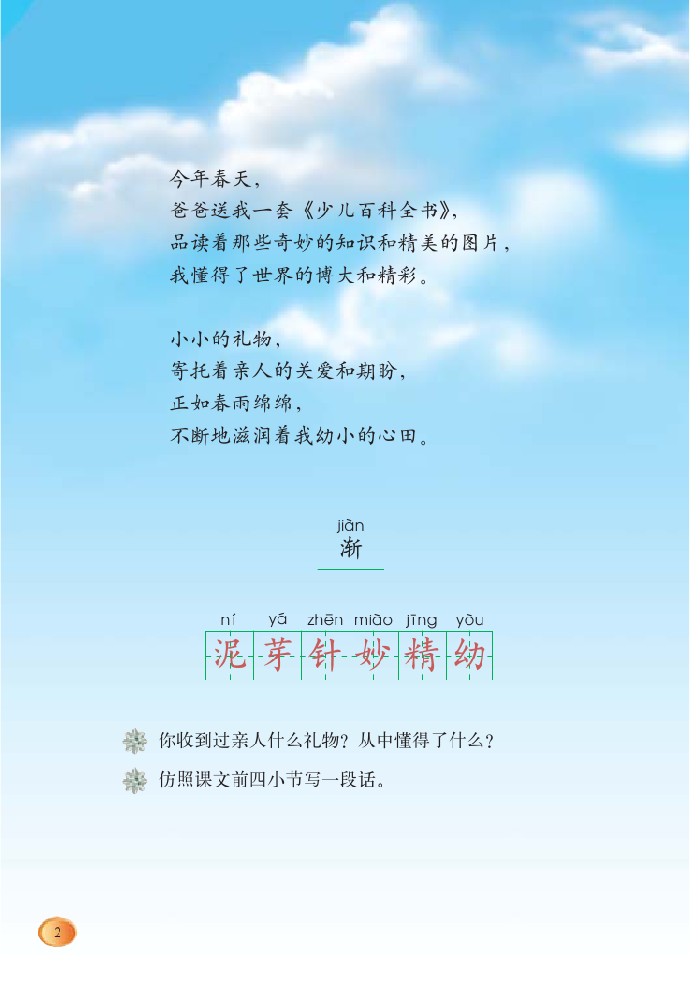 今年春天，
爸爸送我一套《少儿百科全书》，
品读着那些奇妙的知识和精美的图片，
我懂得了世界的博大和精彩。
小小的礼物，
寄托着亲人的关爱和期盼，
正如春雨绵绵，
不断地滋润着我幼小的心田。
jiàn
渐
ní yá zhēn miào jīng yòu
泥芽针妙精幼
你收到过亲人什么礼物？从中懂得了什么？
仿照课文前四小节写一段话。
2